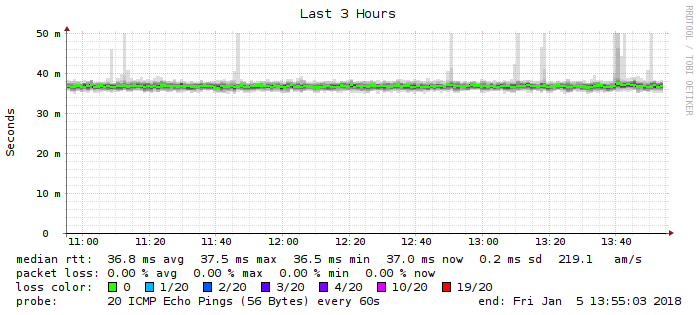 Last 3 Hours
RRDTOOL / TOBI OETIKER
Seconds
50 m
40 m
30 m
20 m
10 m
0
11:00 11:20 11:40 12:00 12:20 12:40 13:00 13:20 13:40
median rtt: 36.8 ms avg 37.5 ms max 36.5 ms min 37.0 ms now 0.2 ms sd 219.1 am/s
packet loss: 0.00 % avg 0.00 % max 0.00 % min 0.00 % now
loss color: 0 1/20 2/20 3/20 4/20 10/20 19/20
probe: 20 ICMP Echo Pings (56 Bytes) every 60s end: Fri Jan 5 13:55:03 2018